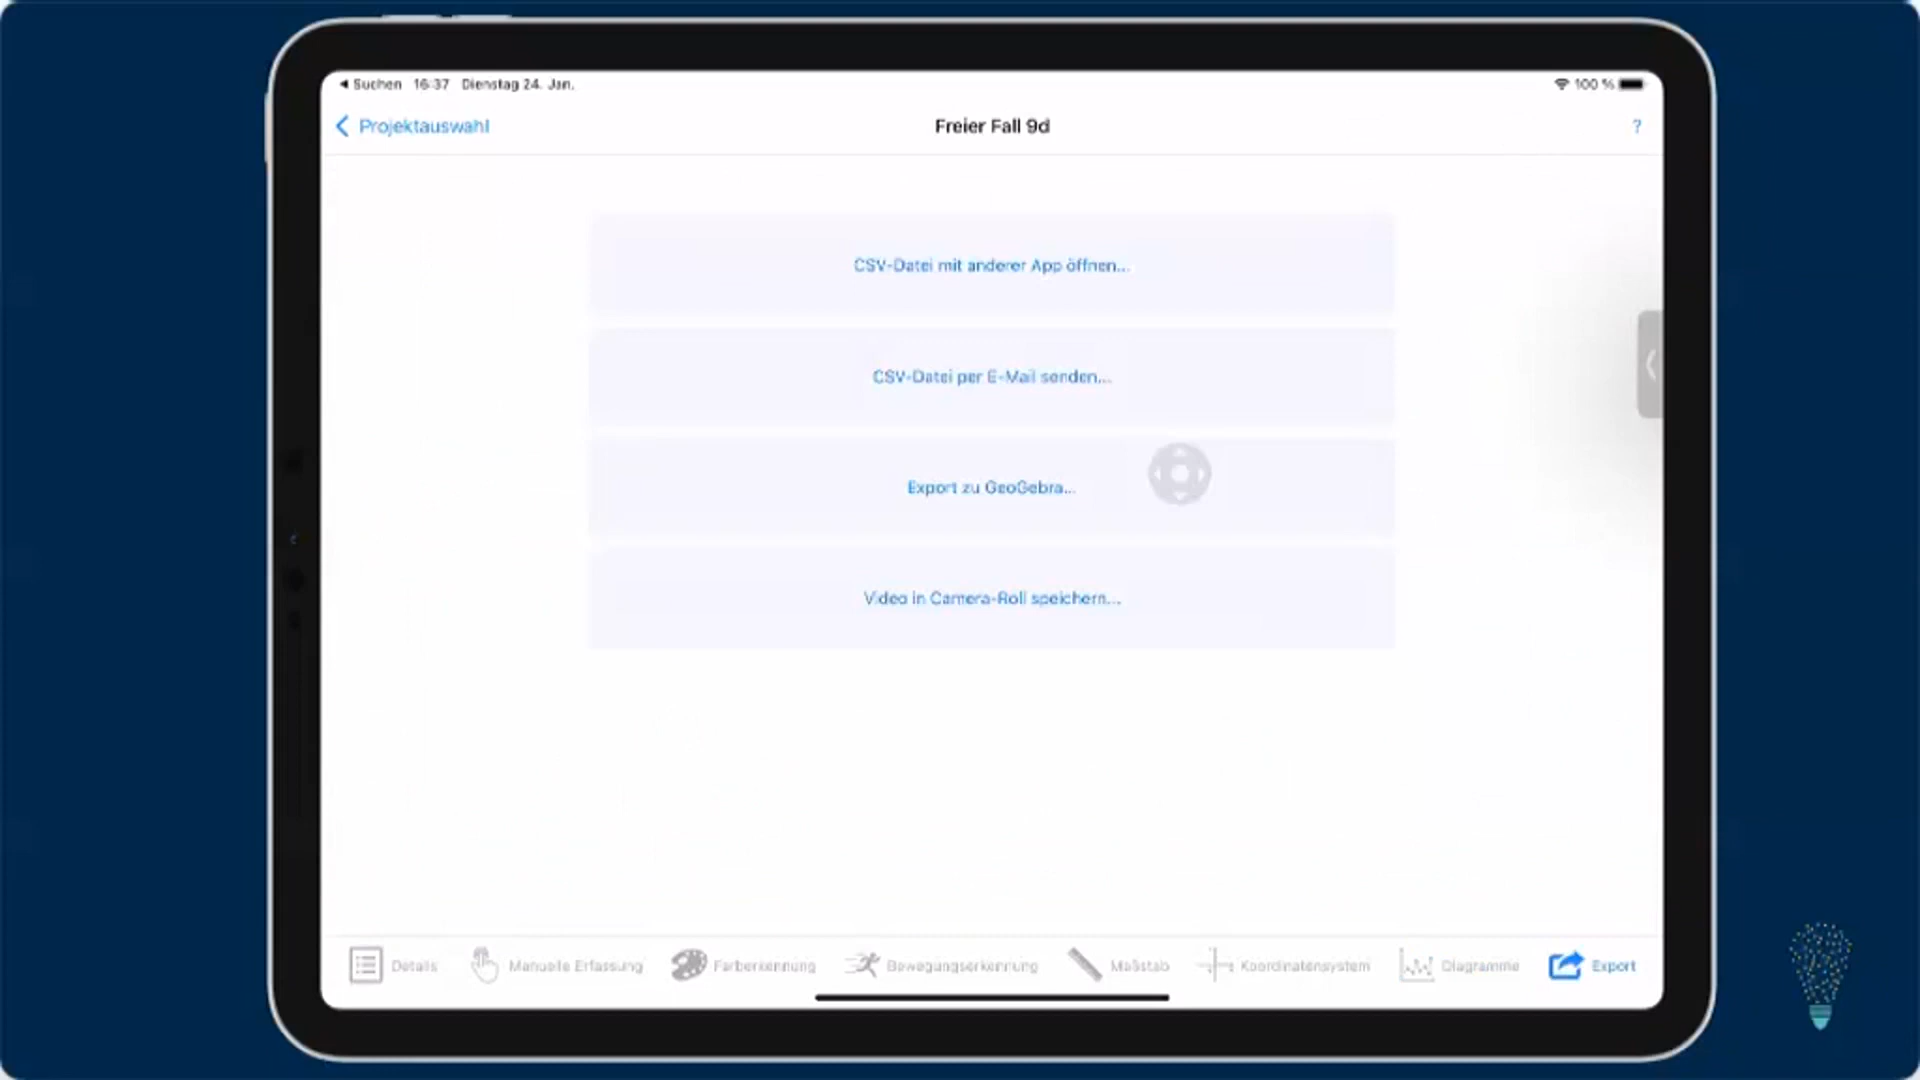 ◀ Suchen 16:37 Dienstag 24. Jan. 100 %
Projektauswahl Freier Fall 9d ?
CSV-Datei mit anderer App öffnen...
CSV-Datei per E-Mail senden...
Export zu GeoGebra...
Video in Camera-Roll speichern...
Details Manuelle Erfassung Farberkennung Bewegungserkennung Maßstab Koordinatensystem Diagramme Export